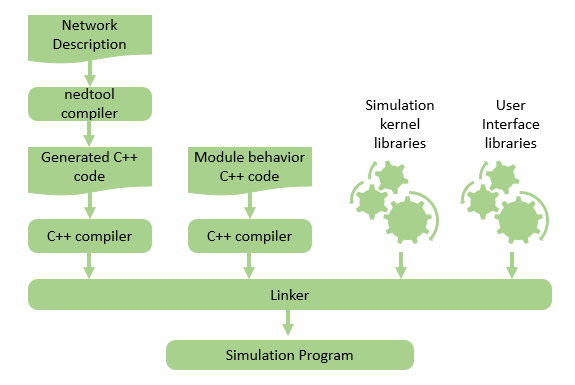 Network
Description
nedtool
compiler
Generated C++
code
C++ compiler
Module behavior
C++ code
C++ compiler
Simulation
kernel
libraries
User
Interface
libraries
Linker
Simulation Program